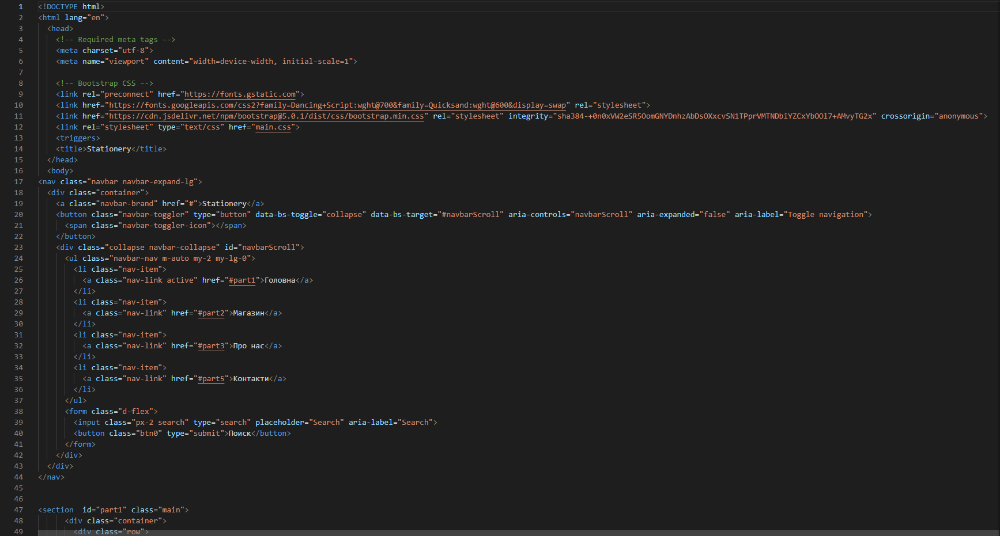 1 <!DOCTYPE html>
2 <html lang="en">
3 <head>
4 <!-- Required meta tags -->
5 <meta charset="utf-8">
6 <meta name="viewport" content="width=device-width, initial-scale=1">
7
8 <!-- Bootstrap CSS -->
9 <link rel="preconnect" href="https://fonts.gstatic.com">
10 <link href="https://fonts.googleapis.com/css2?family=Dancing+Script:wght@700&family=Quicksand:wght@600&display=swap" rel="stylesheet">
11 <link href="https://cdn.jsdelivr.net/npm/bootstrap@5.0.1/dist/css/bootstrap.min.css" rel="stylesheet" integrity="sha384-+0n0xVW2eSR5OomGNYDnhzAbDsOXxcvSN1TPprVMTNDbiYZCxYbOOl7+AMvyTG2x" crossorigin="anonymous">
12 <link rel="stylesheet" type="text/css" href="main.css">
13 <triggers>
14 <title>Stationery</title>
15 </head>
16 <body>
17 <nav class="navbar navbar-expand-lg">
18 <div class="container">
19 <a class="navbar-brand" href="#">Stationery</a>
20 <button class="navbar-toggler" type="button" data-bs-toggle="collapse" data-bs-target="#navbarScroll" aria-controls="navbarScroll" aria-expanded="false" aria-label="Toggle navigation">
21 <span class="navbar-toggler-icon"></span>
22 </button>
23 <div class="collapse navbar-collapse" id="navbarScroll">
24 <ul class="navbar-nav m-auto my-2 my-lg-0">
25 <li class="nav-item">
26 <a class="nav-link active" href="#part1">Головна</a>
27 </li>
28 <li class="nav-item">
29 <a class="nav-link" href="#part2">Магазин</a>
30 </li>
31 <li class="nav-item">
32 <a class="nav-link" href="#part3">Про нас</a>
33 </li>
34 <li class="nav-item">
35 <a class="nav-link" href="#part5">Контакти</a>
36 </li>
37 </ul>
38 <form class="d-flex">
39 <input class="px-2 search" type="search" placeholder="Search" aria-label="Search">
40 <button class="btn0" type="submit">Поиск</button>
41 </form>
42 </div>
43 </div>
44 </nav>
45
46
47 <section  id="part1" class="main">
48 <div class="container">
49 <div class="row">